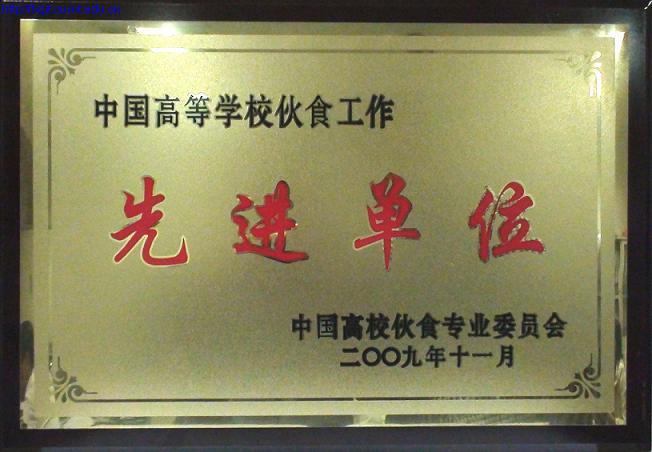 中国高等学校伙食工作
先进单位
中国高校伙食专业委员会
二〇〇九年十一月